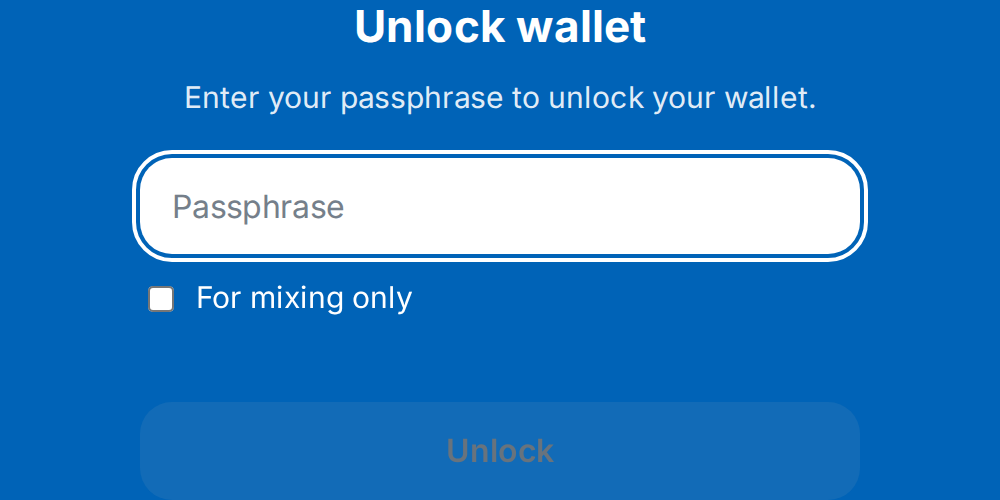 Unlock wallet
Enter your passphrase to unlock your wallet.
Passphrase
For mixing only
Unlock